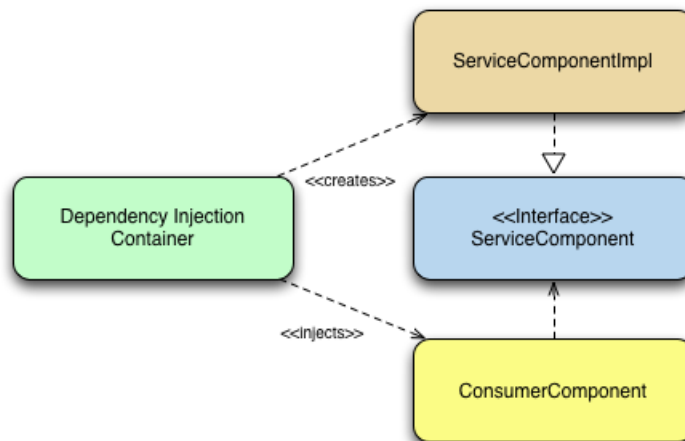 ServiceComponentImpl
<<creates>>
Dependency Injection
Container
<<Interface>>
ServiceComponent
<<injects>>
ConsumerComponent